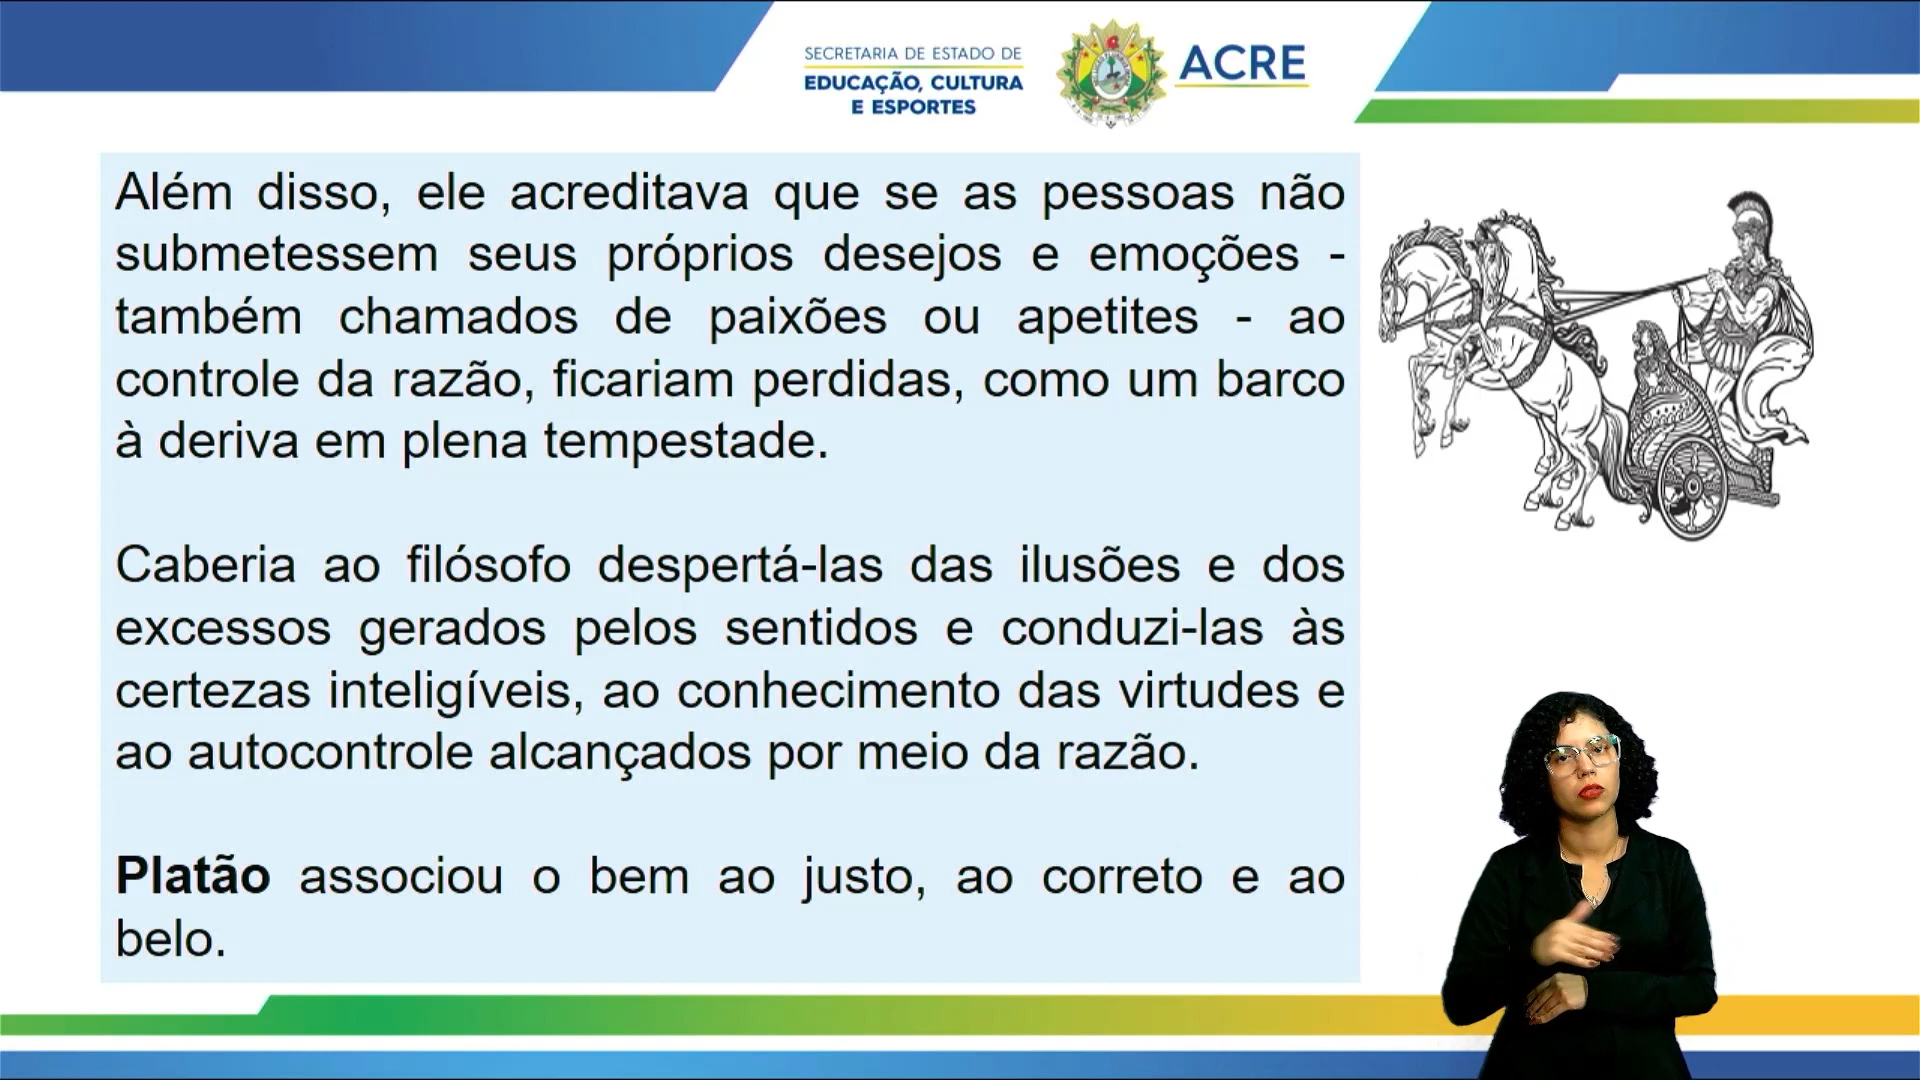 SECRETARIA DE ESTADO DE
EDUCAÇÃO, CULTURA
E ESPORTES
ACRE
Além disso, ele acreditava que se as pessoas não
submetessem seus próprios desejos e emoções -
também chamados de paixões ou apetites - ao
controle da razão, ficariam perdidas, como um barco
à deriva em plena tempestade.
Caberia ao filósofo despertá-las das ilusões e dos
excessos gerados pelos sentidos e conduzi-las às
certezas inteligíveis, ao conhecimento das virtudes e
ao autocontrole alcançados por meio da razão.
Platão associou o bem ao justo, ao correto e ao
belo.